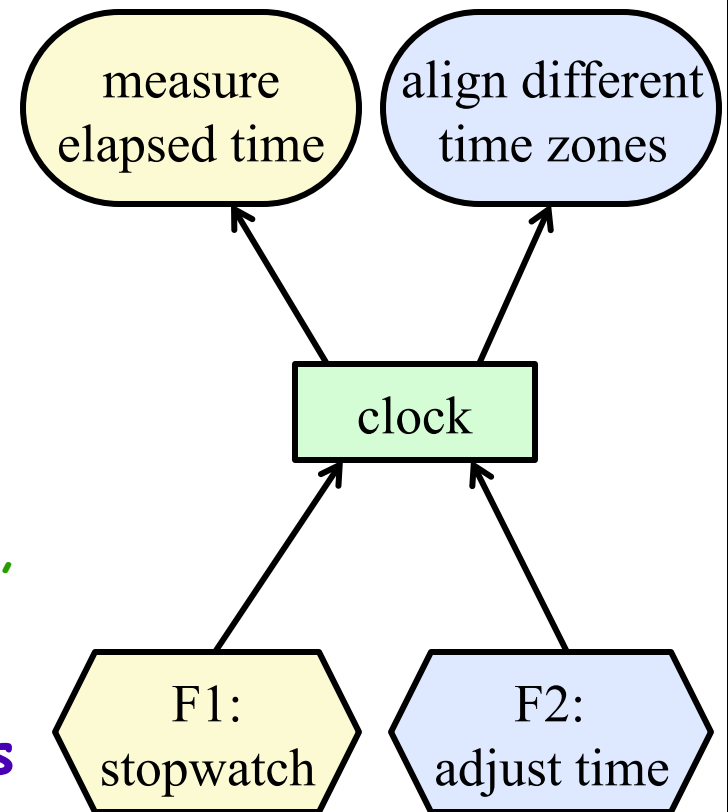 measure
elapsed time
align different
time zones
clock
F1:
stopwatch
F2:
adjust time
s